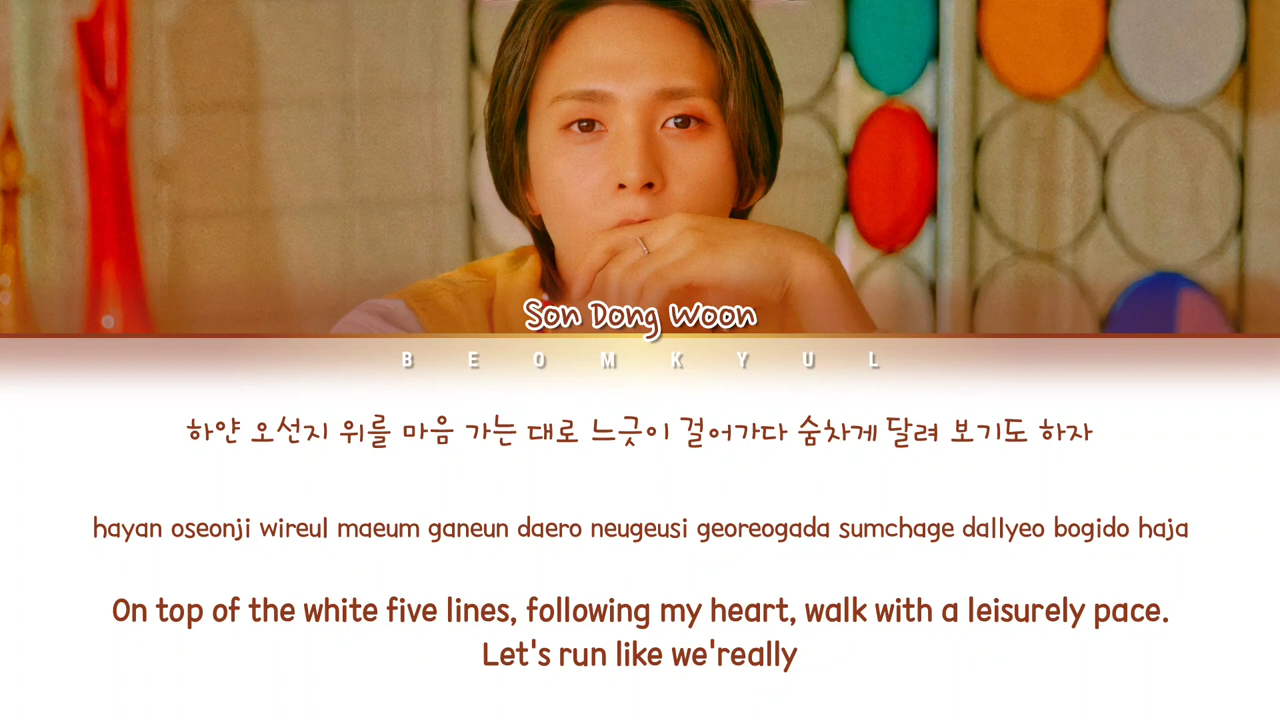 Son Dong Woon
BEOMKYUL
하얀 오선지 위를 마음 가는 대로 느긋이 걸어가다 숨차게 달려 보기도 하자
hayan oseonji wireul maeum ganeun daero neugeusi georeogada sumchage dallyeo bogido haja
On top of the white five lines, following my heart, walk with a leisurely pace.
Let's run like we'really